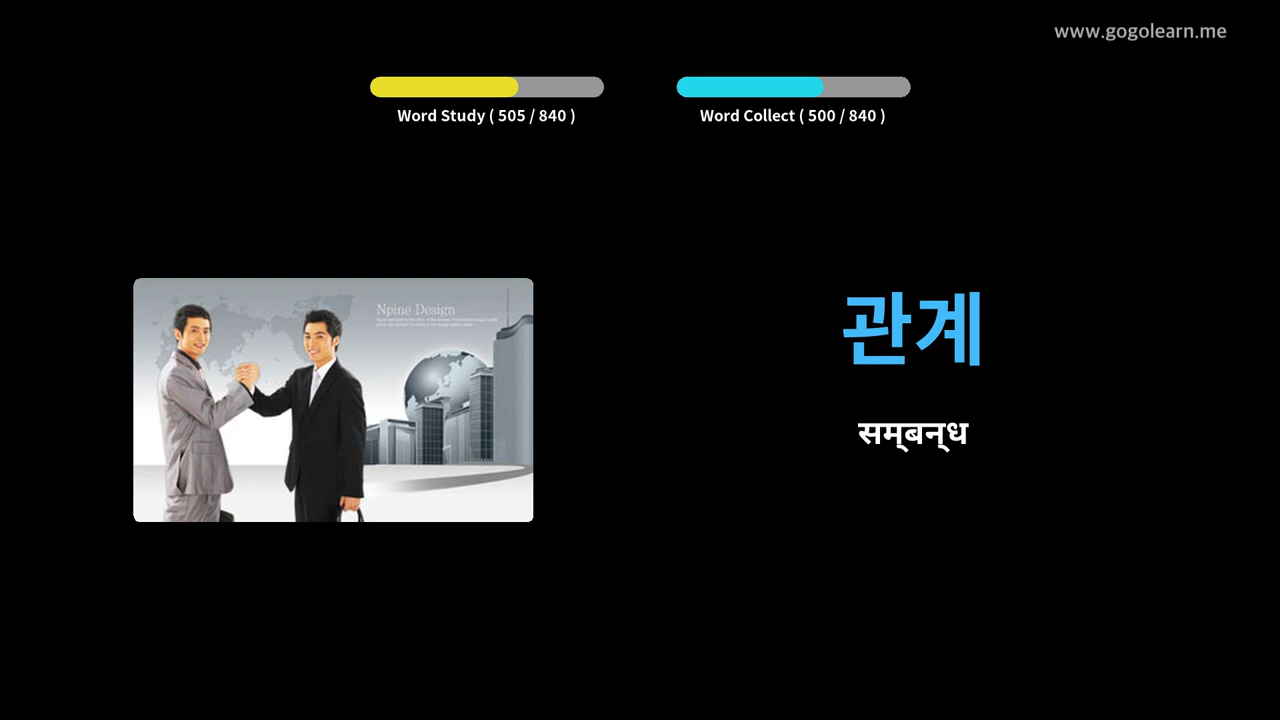 www.gogolearn.me
Word Study ( 505 / 840 )
Word Collect ( 500 / 840 )
Npine Design
관계
सम्बन्ध